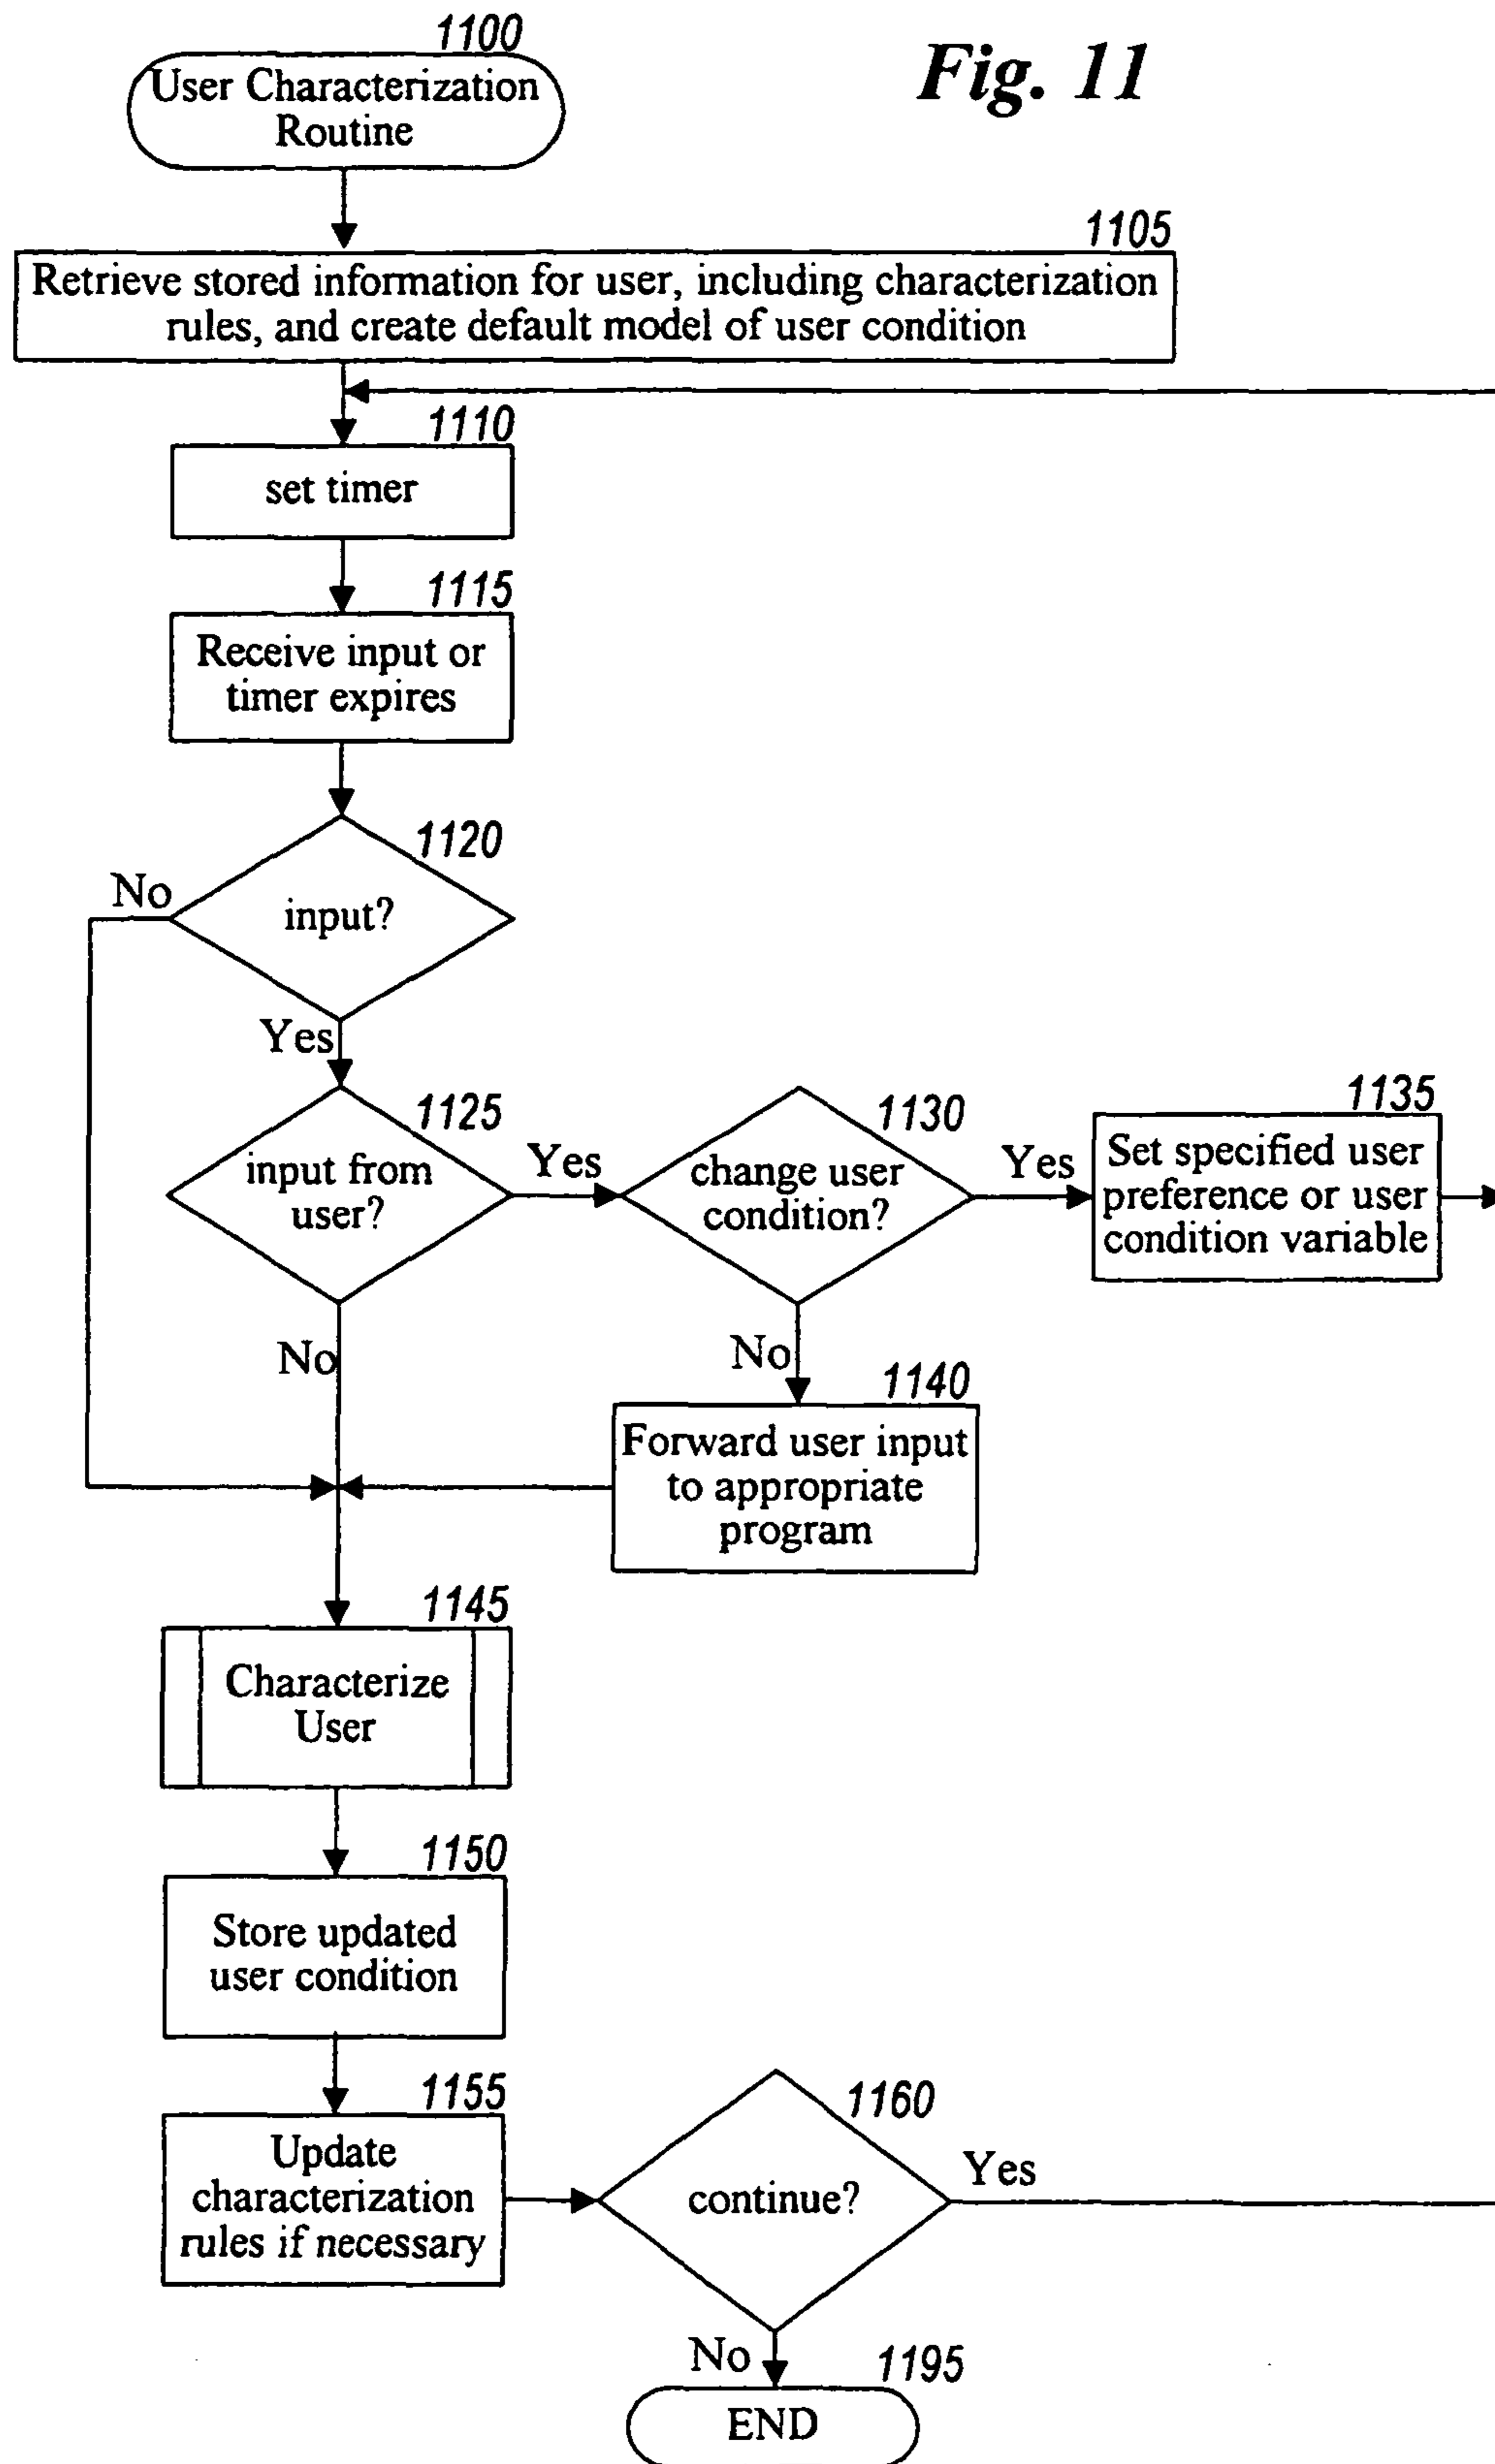 1100
Fig. 11
User Characterization
Routine
1105
Retrieve stored information for user, including characterization
rules, and create default model of user condition
1110
set timer
1115
Receive input or
timer expires
1120
No
input?
Yes
1125
input from
user?
Yes
1130
change user
condition?
Yes
1135
Set specified user
preference or user
condition variable
No
No
1140
Forward user input
to appropriate
program
1145
Characterize
User
1150
Store updated
user condition
1155
Update
characterization
rules if necessary
1160
continue?
Yes
No
1195
END